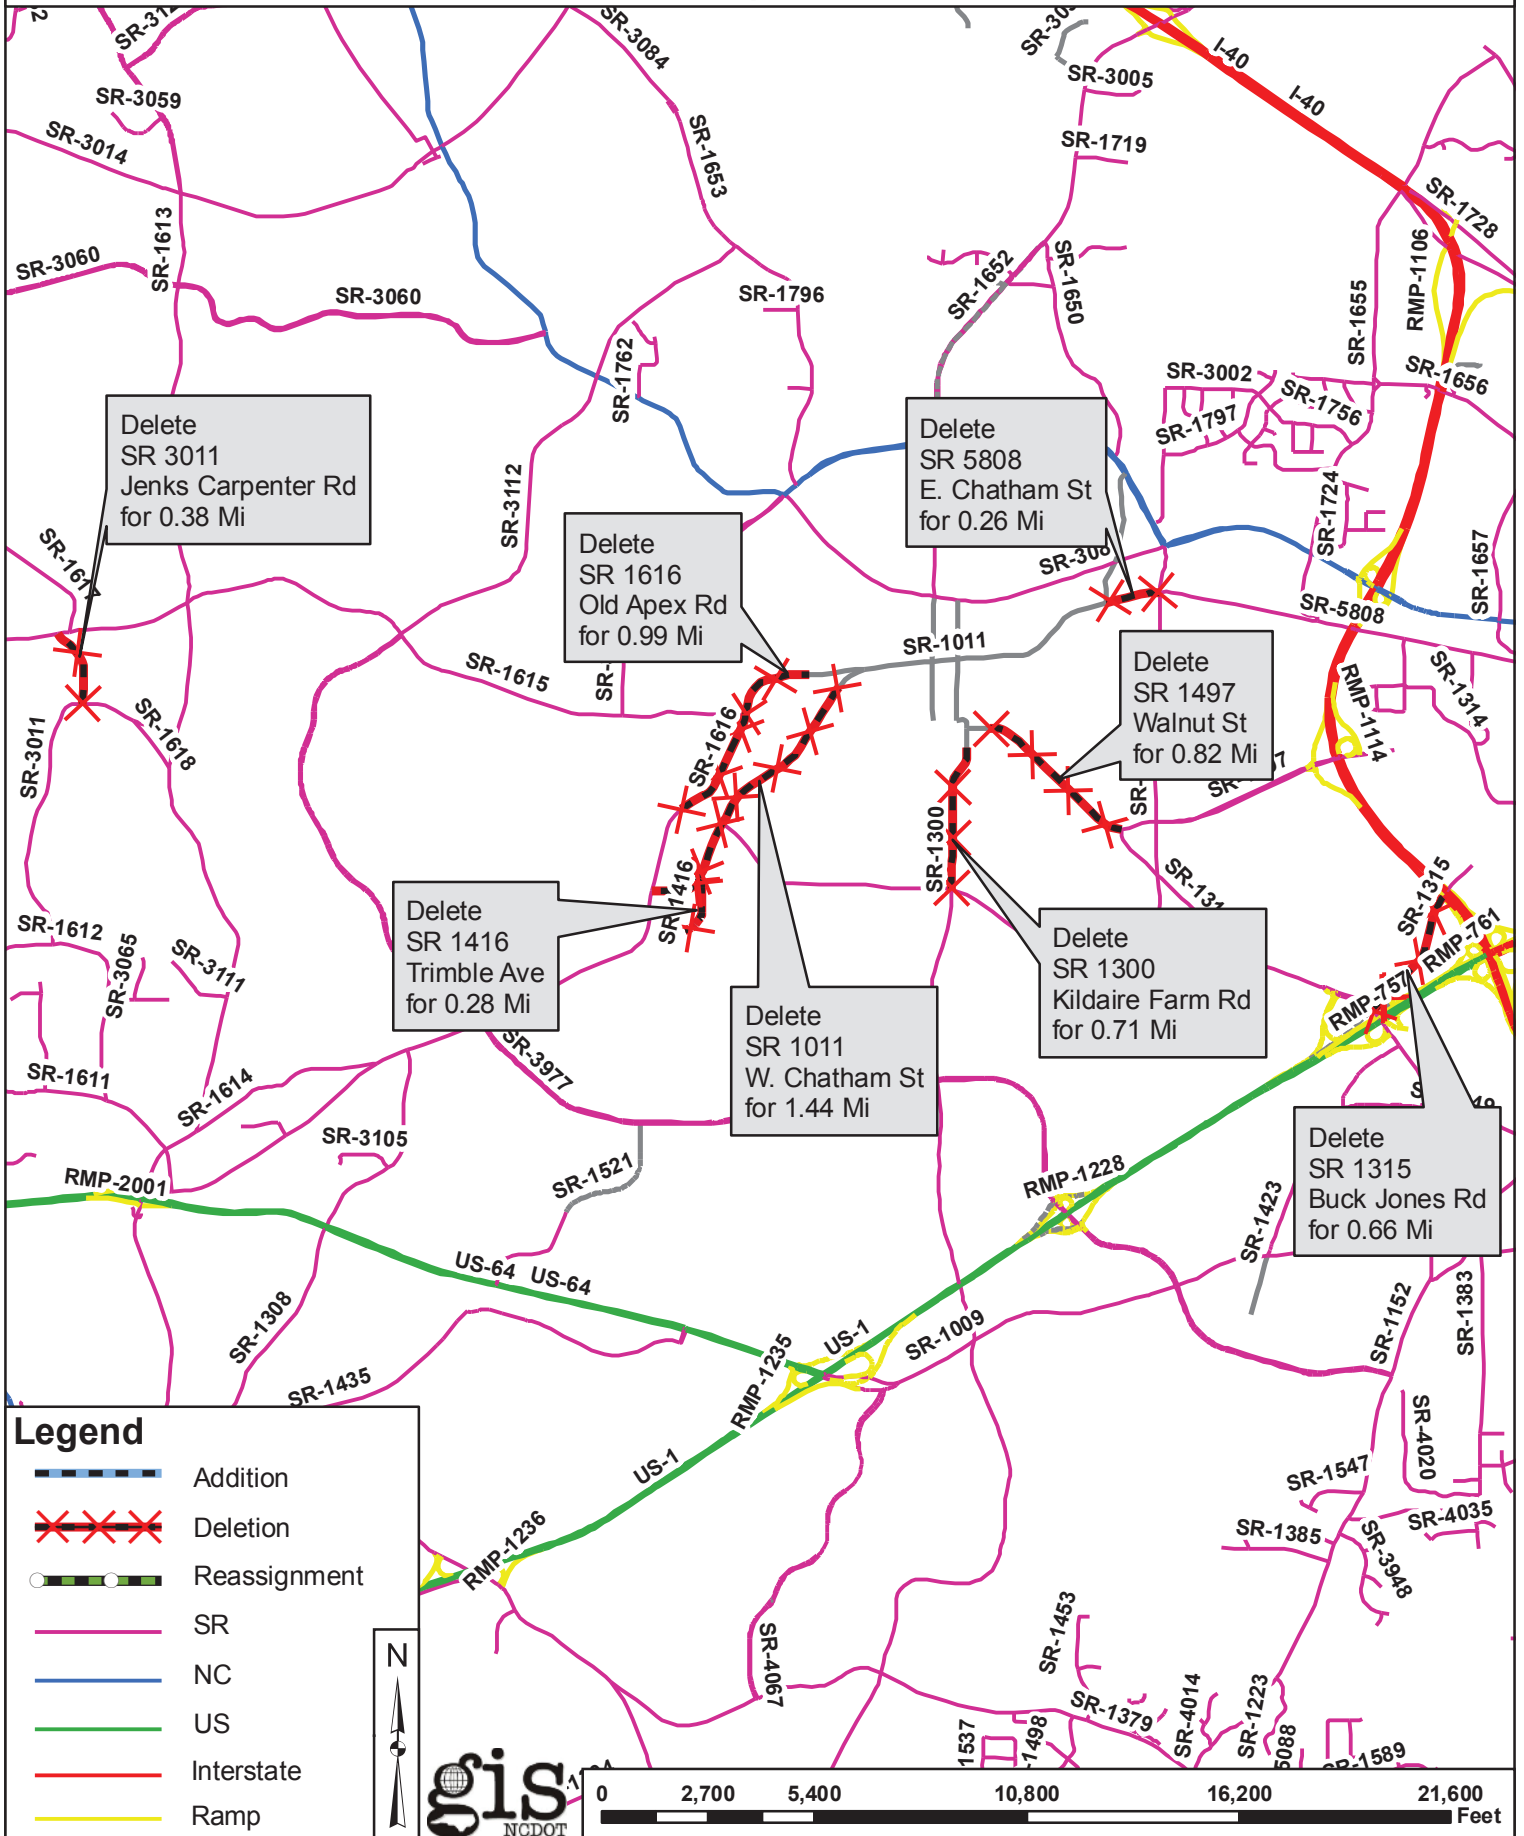 SR-3059
SR-3014
SR-3084
SR-1653
SR-3005
SR-1719
I-40
I-40
SR-1728
RMP-1106
SR-1655
SR-1656
SR-3060
SR-1613
SR-3060
SR-1762
SR-1796
SR-1652
SR-1650
SR-3002
SR-1756
SR-1797
SR-1724
SR-1657
SR-3112
Delete
SR 3011
Jenks Carpenter Rd
for 0.38 Mi
Delete
SR 5808
E. Chatham St
for 0.26 Mi
Delete
SR 1616
Old Apex Rd
for 0.99 Mi
SR-308
SR-5808
SR-1011
SR-1615
SR-
SR-3011
SR-1618
SR-1616
Delete
SR 1497
Walnut St
for 0.82 Mi
SR-
RMP-1114
SR-1314
SR-1300
SR-1416
SR-1315
RMP-761
RMP-757
SR-1612
SR-3065
SR-3111
Delete
SR 1416
Trimble Ave
for 0.28 Mi
Delete
SR 1011
W. Chatham St
for 1.44 Mi
Delete
SR 1300
Kildaire Farm Rd
for 0.71 Mi
Delete
SR 1315
Buck Jones Rd
for 0.66 Mi
SR-3977
SR-1611
SR-1614
SR-3105
RMP-2001
SR-1521
RMP-1228
SR-1423
US-64
US-64
SR-1308
SR-1435
RMP-1235
US-1
SR-1009
SR-1152
SR-1383
US-1
RMP-1236
SR-4020
SR-1547
SR-4035
SR-1385
SR-3948
SR-4067
SR-1453
SR-1379
SR-4014
SR-1223
5088
SR-1589
1537
-1498
Legend
Addition
Deletion
Reassignment
SR
NC
US
Interstate
Ramp
N
gis
NCDOT
0 2,700 5,400 10,800 16,200 21,600
Feet